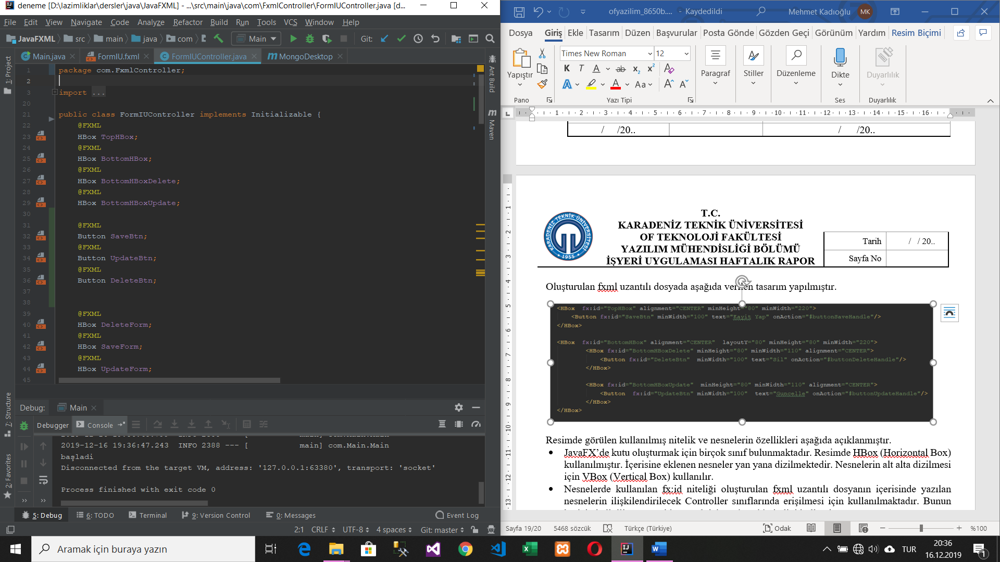 deneme [D:\lazimliklar\dersler\java\JavaFXML] - ...\src\main\java\com\FxmlController\FormIUController.java [d...
File Edit View Navigate Code Analyze Refactor Build Run Tools VCS Window Help
JavaFXML src main java com Main Git:
Main.java FormIU.fxml FormIUController.java MongoDesktop
1: Project
7: Structure
2: Favorites
Ant Build
Maven
1 package com.FxmlController;
2
3 import ...
20
21 public class FormIUController implements Initializable {
22 @FXML
23 HBox TopHBox;
24 @FXML
25 HBox BottomHBox;
26 @FXML
27 HBox BottomHBoxDelete;
28 @FXML
29 HBox BottomHBoxUpdate;
30
31 @FXML
32 Button SaveBtn;
33 @FXML
34 Button UpdateBtn;
35 @FXML
36 Button DeleteBtn;
37
38
39 @FXML
40 HBox DeleteForm;
41 @FXML
42 HBox SaveForm;
43 @FXML
44 HBox UpdateForm;
45
Debug: Main
Debugger Console
2019-12-16 19:36:47.243 INFO 2388 --- [ main] com.Main.Main
başladi
Disconnected from the target VM, address: '127.0.0.1:63380', transport: 'socket'
Process finished with exit code 0
5: Debug 6: TODO Terminal 9: Version Control 0: Messages Event Log
2:1 CRLF UTF-8 4 spaces Git: master
ofyazilim_8650b.... - Kaydedildi Mehmet Kadıoğlu MK
Dosya Giriş Ekle Tasarım Düzen Başvurular Posta Gönde Gözden Geçi Görünüm Yardım Resim Biçimi
Times New Roman 12
K T A ab x₂ x²
A A Aa A A
Yapıştır Paragraf Stiller Düzenleme Dikte Duyarlılık
Pano Yazı Tipi Ses Duyarlılık
1 2 3 4 5 6 7 8 9 10 11 12 13 14 15 16
1 2 3 4 5 6 7 8 9 10 11 12 13
/ /20.. / /20..
KARADENİZ TEKNİK ÜNİVERSİTESİ
1955
T.C.
KARADENİZ TEKNİK ÜNİVERSİTESİ
OF TEKNOLOJİ FAKÜLTESİ
YAZILIM MÜHENDİSLİĞİ BÖLÜMÜ
İŞYERİ UYGULAMASI HAFTALIK RAPOR
Tarih / / 20..
Sayfa No
Oluşturulan fxml uzantılı dosyada aşağıda verilen tasarım yapılmıştır.
<HBox fx:id="TopHBox" alignment="CENTER" minHeight="80" minWidth="220">
<Button fx:id="SaveBtn" minWidth="100" text="Kayit Yap" onAction="#buttonSaveHandle"/>
</HBox>
<HBox fx:id="BottomHBox" alignment="CENTER" layoutY="80" minHeight="80" minWidth="220">
<HBox fx:id="BottomHBoxDelete" minHeight="80" minWidth="110" alignment="CENTER">
<Button fx:id="DeleteBtn" minWidth="100" text="Sil" onAction="#buttonDeleteHandle"/>
</HBox>
<HBox fx:id="BottomHBoxUpdate" minHeight="80" minWidth="110" alignment="CENTER">
<Button fx:id="UpdateBtn" minWidth="100" text="Guncelle" onAction="#buttonUpdateHandle"/>
</HBox>
</HBox>
Resimde görülen kullanılmış nitelik ve nesnelerin özellikleri aşağıda açıklanmıştır.
• JavaFX’de kutu oluşturmak için birçok sınıf bulunmaktadır. Resimde HBox (Horizontal Box)
kullanılmıştır. İçerisine eklenen nesneler yan yana dizilmektedir. Nesnelerin alt alta dizilmesi
için VBox (Vertical Box) kullanılır.
• Nesnelerde kullanılan fx:id niteliği oluşturulan fxml uzantılı dosyanın içerisinde yazılan
nesnelerin ilişkilendirilecek Controller sınıflarında erişilmesi için kullanılmaktadır. Bunun
Sayfa 19/20 5468 sözcük Türkçe (Türkiye) Odak %100
Aramak için buraya yazın
TUR 20:36
16.12.2019
1